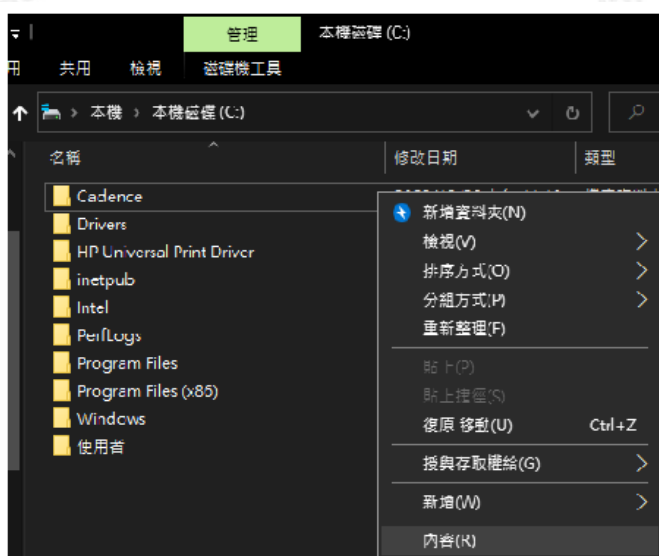 管理
本機磁碟 (C:)
用 共用 檢視 磁碟機工具
本機 › 本機磁碟 (C:)
名稱 修改日期 類型
Cadence
Drivers
HP Universal Print Driver
inetpub
Intel
PerfLogs
Program Files
Program Files (x86)
Windows
使用者
新增資料夾(N)
檢視(V)
排序方式(O)
分組方式(P)
重新整理(F)
貼上(P)
貼上捷徑(S)
復原 移動(U) Ctrl+Z
授與存取權給(G)
新增(W)
內容(R)